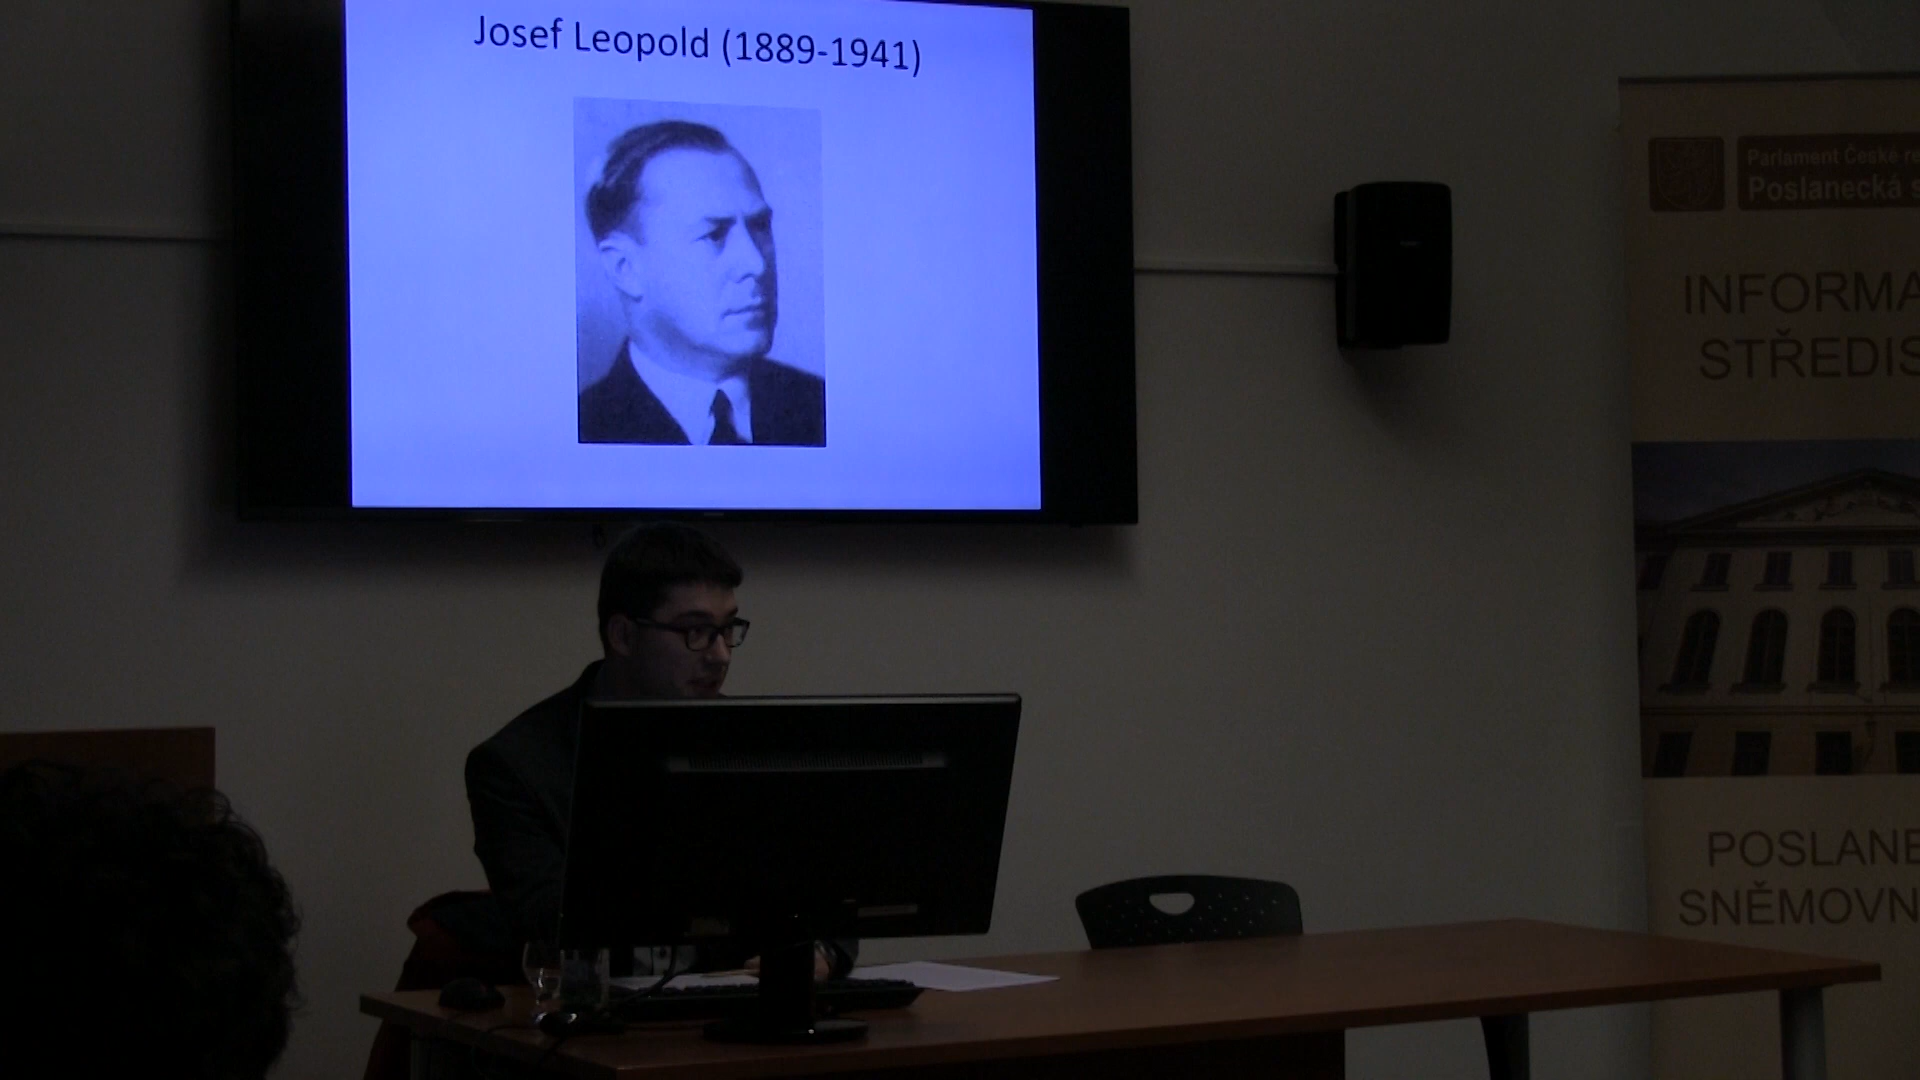 Josef Leopold (1889-1941)
Parlament České re
Poslanecká s
INFORMA
STŘEDIS
POSLANE
SNĚMOVN